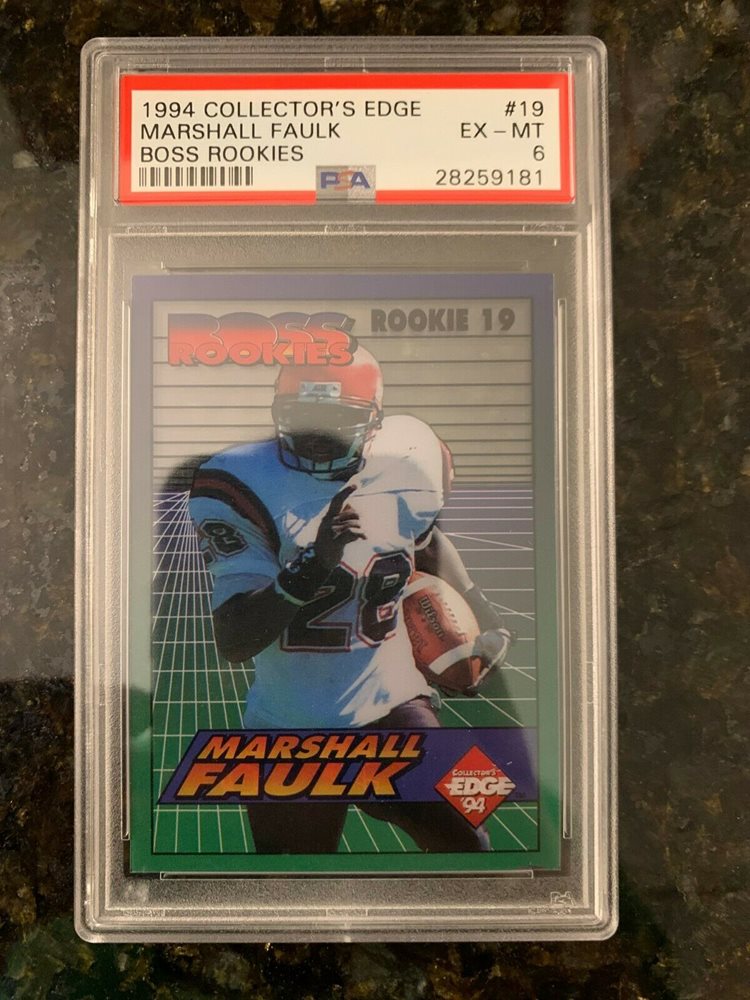 1994 COLLECTOR'S EDGE #19
MARSHALL FAULK EX - MT
BOSS ROOKIES 6
PSA 28259181
BOSS ROOKIE 19
ROOKIES
28
28
Wilson
MARSHALL
FAULK
COLLECTOR'S
EDGE
'94